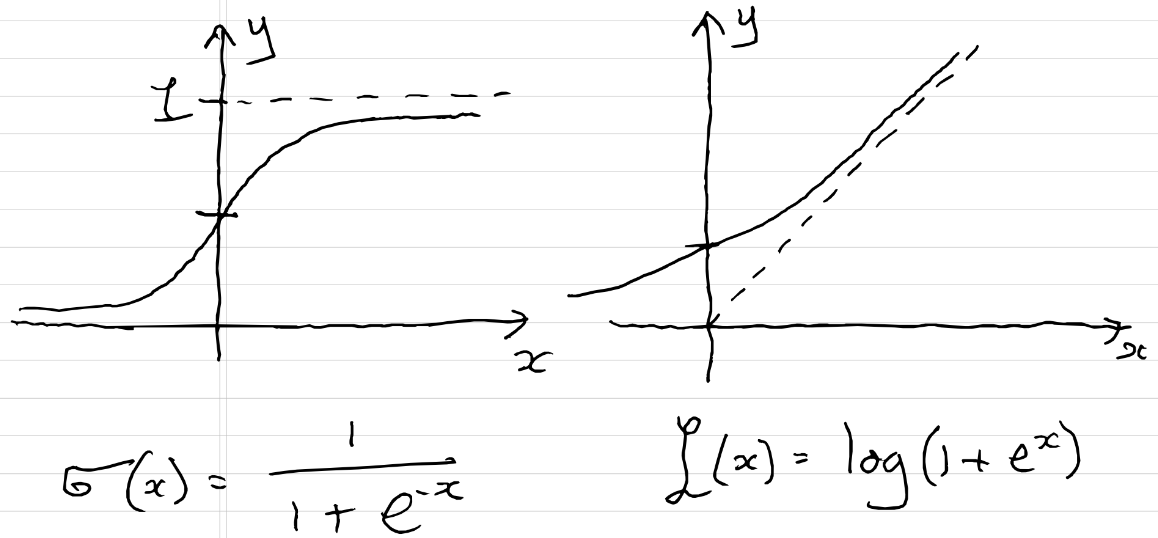 y
1
x
σ(x) = 1 / (1 + e^-x)
y
x
ℒ(x) = log(1 + e^x)